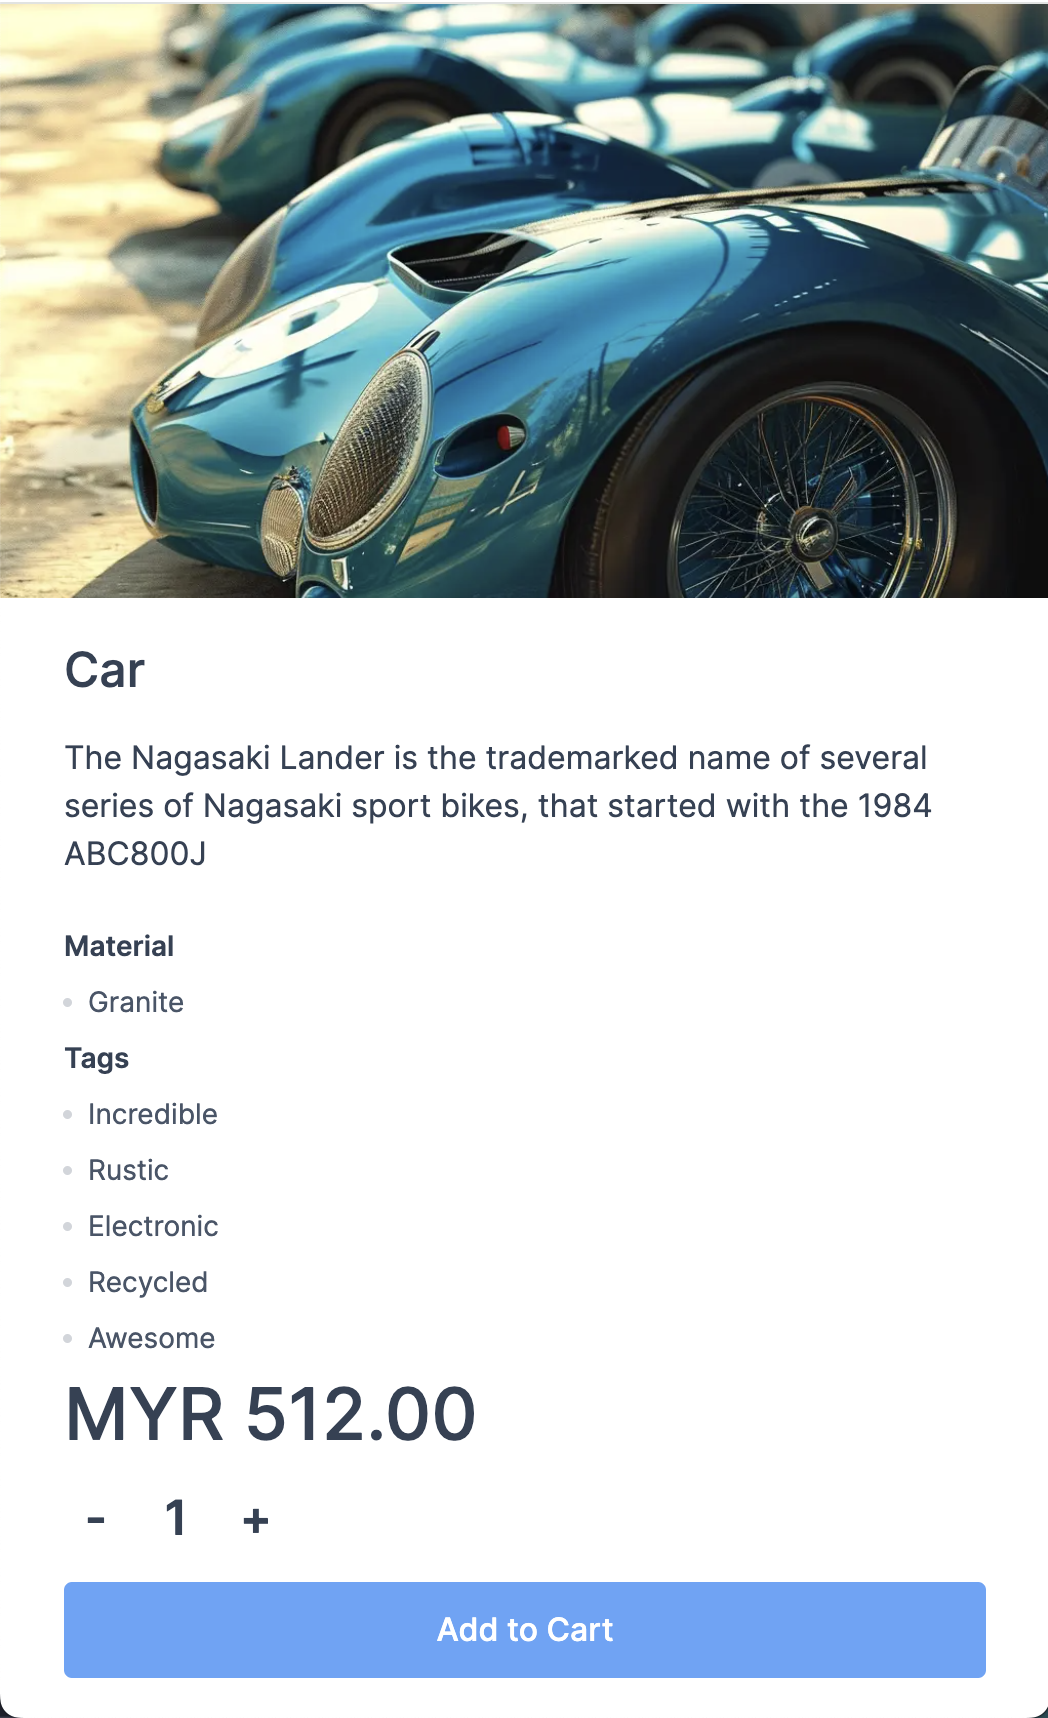 Car
The Nagasaki Lander is the trademarked name of several
series of Nagasaki sport bikes, that started with the 1984
ABC800J
Material
Granite
Tags
Incredible
Rustic
Electronic
Recycled
Awesome
MYR 512.00
- 1 +
Add to Cart